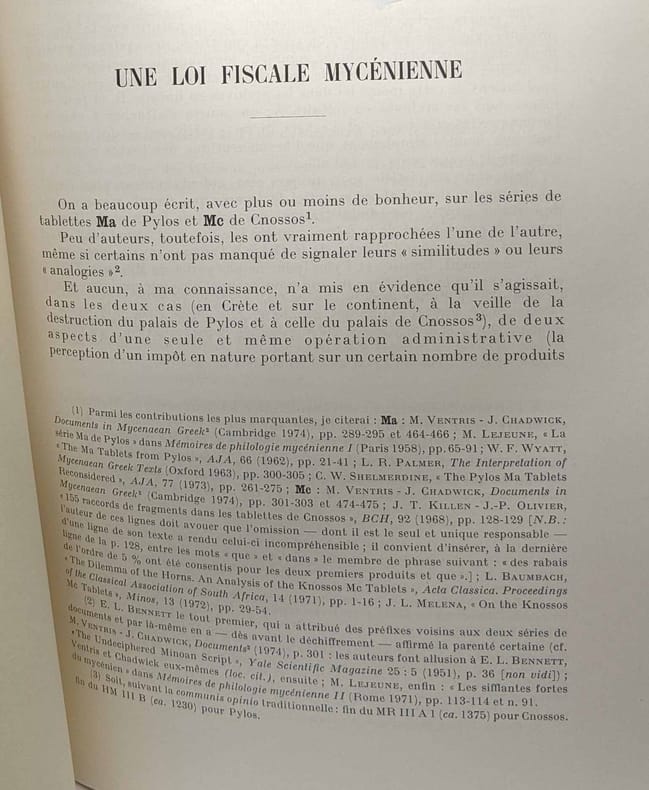 UNE LOI FISCALE MYCÉNIENNE
On a beaucoup écrit, avec plus ou moins de bonheur, sur les séries de
tablettes Ma de Pylos et Mc de Cnossos¹.
Peu d'auteurs, toutefois, les ont vraiment rapprochées l'une de l'autre,
même si certains n'ont pas manqué de signaler leurs « similitudes » ou leurs
« analogies »².
Et aucun, à ma connaissance, n'a mis en évidence qu'il s'agissait,
dans les deux cas (en Crète et sur le continent, à la veille de la
destruction du palais de Pylos et à celle du palais de Cnossos³), de deux
aspects d'une seule et même opération administrative (la
perception d'un impôt en nature portant sur un certain nombre de produits
(1) Parmi les contributions les plus marquantes, je citerai : Ma : M. VENTRIS - J. CHADWICK,
Documents in Mycenaean Greek² (Cambridge 1974), pp. 289-295 et 464-466 ; M. LEJEUNE, « La
série Ma de Pylos » dans Mémoires de philologie mycénienne I (Paris 1958), pp. 65-91 ; W. F. WYATT,
« The Ma Tablets from Pylos », AJA, 66 (1962), pp. 21-41 ; L. R. PALMER, The Interpretation of
Mycenaean Greek Texts (Oxford 1963), pp. 300-305 ; C. W. SHELMERDINE, « The Pylos Ma Tablets
Reconsidered », AJA, 77 (1973), pp. 261-275 ; Mc : M. VENTRIS - J. CHADWICK, Documents in
Mycenaean Greek² (Cambridge 1974), pp. 301-303 et 474-475 ; J. T. KILLEN - J.-P. OLIVIER,
« 155 raccords de fragments dans les tablettes de Cnossos », BCH, 92 (1968), pp. 128-129 [N.B. :
l'auteur de ces lignes doit avouer que l'omission — dont il est le seul et unique responsable —
d'une ligne de son texte a rendu celui-ci incompréhensible ; il convient d'insérer, à la dernière
ligne de la p. 128, entre les mots « que » et « dans » le membre de phrase suivant : « des rabais
de l'ordre de 5 % ont été consentis pour les deux premiers produits et que ».] ; L. BAUMBACH,
« The Dilemma of the Horns. An Analysis of the Knossos Mc Tablets », Acta Classica. Proceedings
of the Classical Association of South Africa, 14 (1971), pp. 1-16 ; J. L. MELENA, « On the Knossos
Mc Tablets », Minos, 13 (1972), pp. 29-54.
(2) E. L. BENNETT le tout premier, qui a attribué des préfixes voisins aux deux séries de
documents et par là-même en a — dès avant le déchiffrement — affirmé la parenté certaine (cf.
M. VENTRIS - J. CHADWICK, Documents² (1974), p. 301 : les auteurs font allusion à E. L. BENNETT,
« The Undeciphered Minoan Script », Yale Scientific Magazine 25 : 5 (1951), p. 36 [non vidi]) ;
Ventris et Chadwick eux-mêmes (loc. cit.), ensuite ; M. LEJEUNE, enfin : « Les sifflantes fortes
du mycénien » dans Mémoires de philologie mycénienne II (Rome 1971), pp. 113-114 et n. 91.
(3) Soit, suivant la communis opinio traditionnelle : fin du MR III A 1 (ca. 1375) pour Cnossos.
fin du HM III B (ca. 1230) pour Pylos.